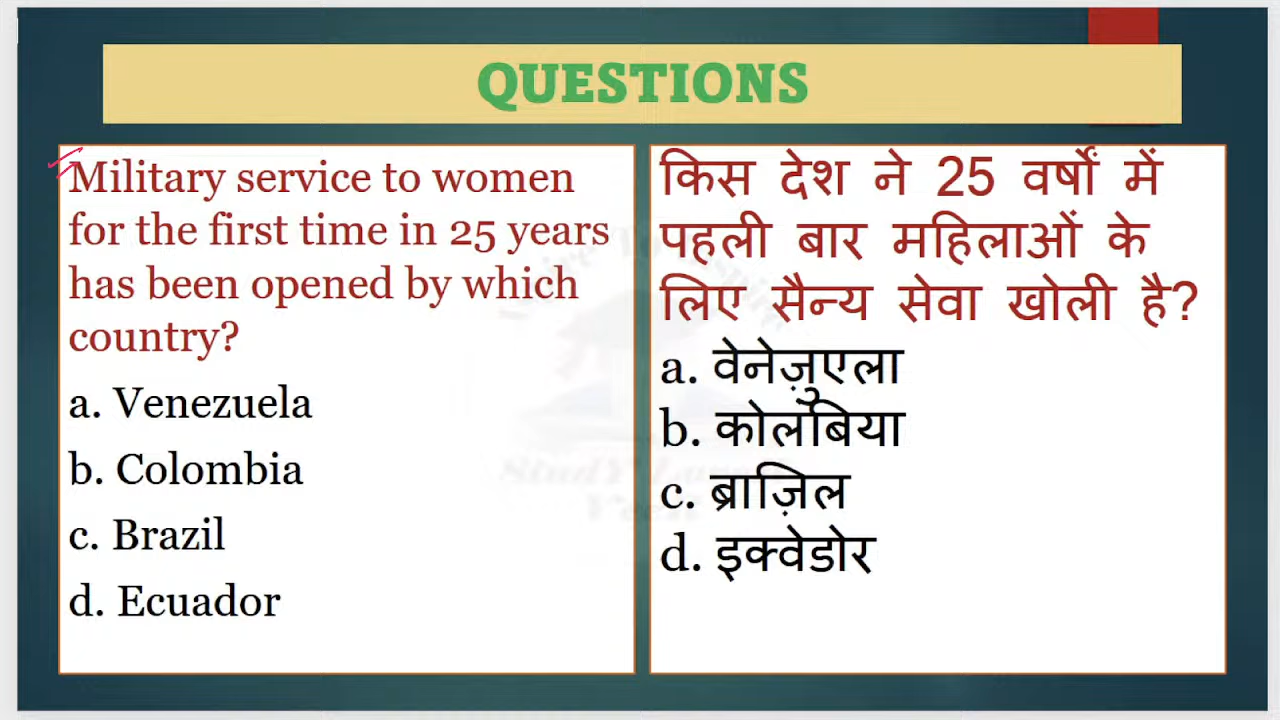 QUESTIONS
Military service to women
for the first time in 25 years
has been opened by which
country?
a. Venezuela
b. Colombia
c. Brazil
d. Ecuador
किस देश ने 25 वर्षों में
पहली बार महिलाओं के
लिए सैन्य सेवा खोली है?
a. वेनेज़ुएला
b. कोलंबिया
c. ब्राज़िल
d. इक्वेडोर